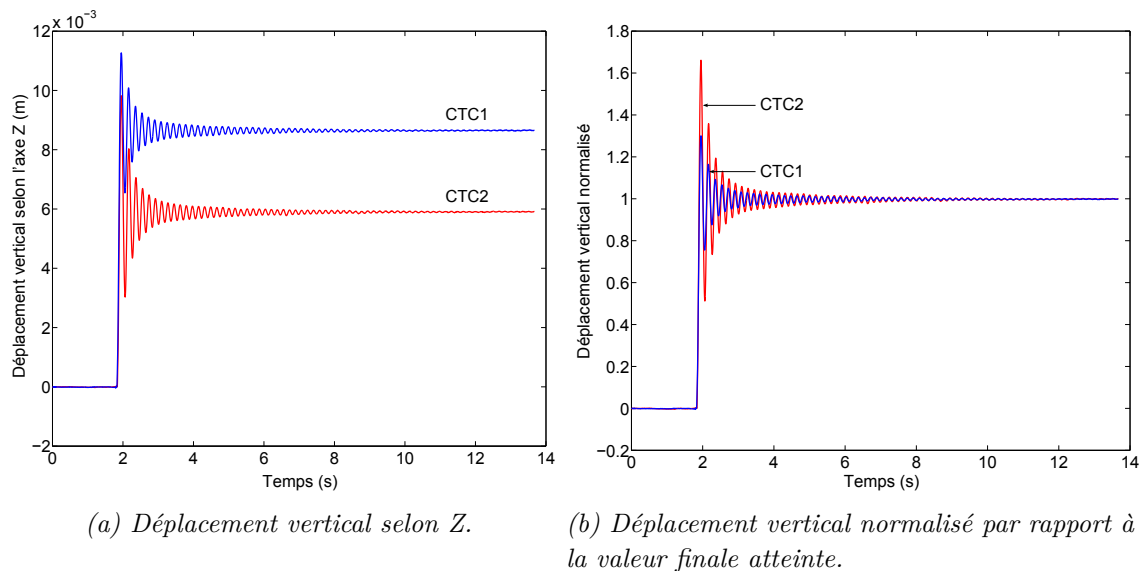 x 10−3
12
10
8
6
4
2
0
−2
0 2 4 6 8 10 12 14
Déplacement vertical selon l'axe Z (m)
Temps (s)
CTC1
CTC2
(a) Déplacement vertical selon Z.
1.8
1.6
1.4
1.2
1.0
0.8
0.6
0.4
0.2
0
−0.2
0 2 4 6 8 10 12 14
Déplacement vertical normalisé
Temps (s)
CTC2
CTC1
(b) Déplacement vertical normalisé par rapport à
la valeur finale atteinte.